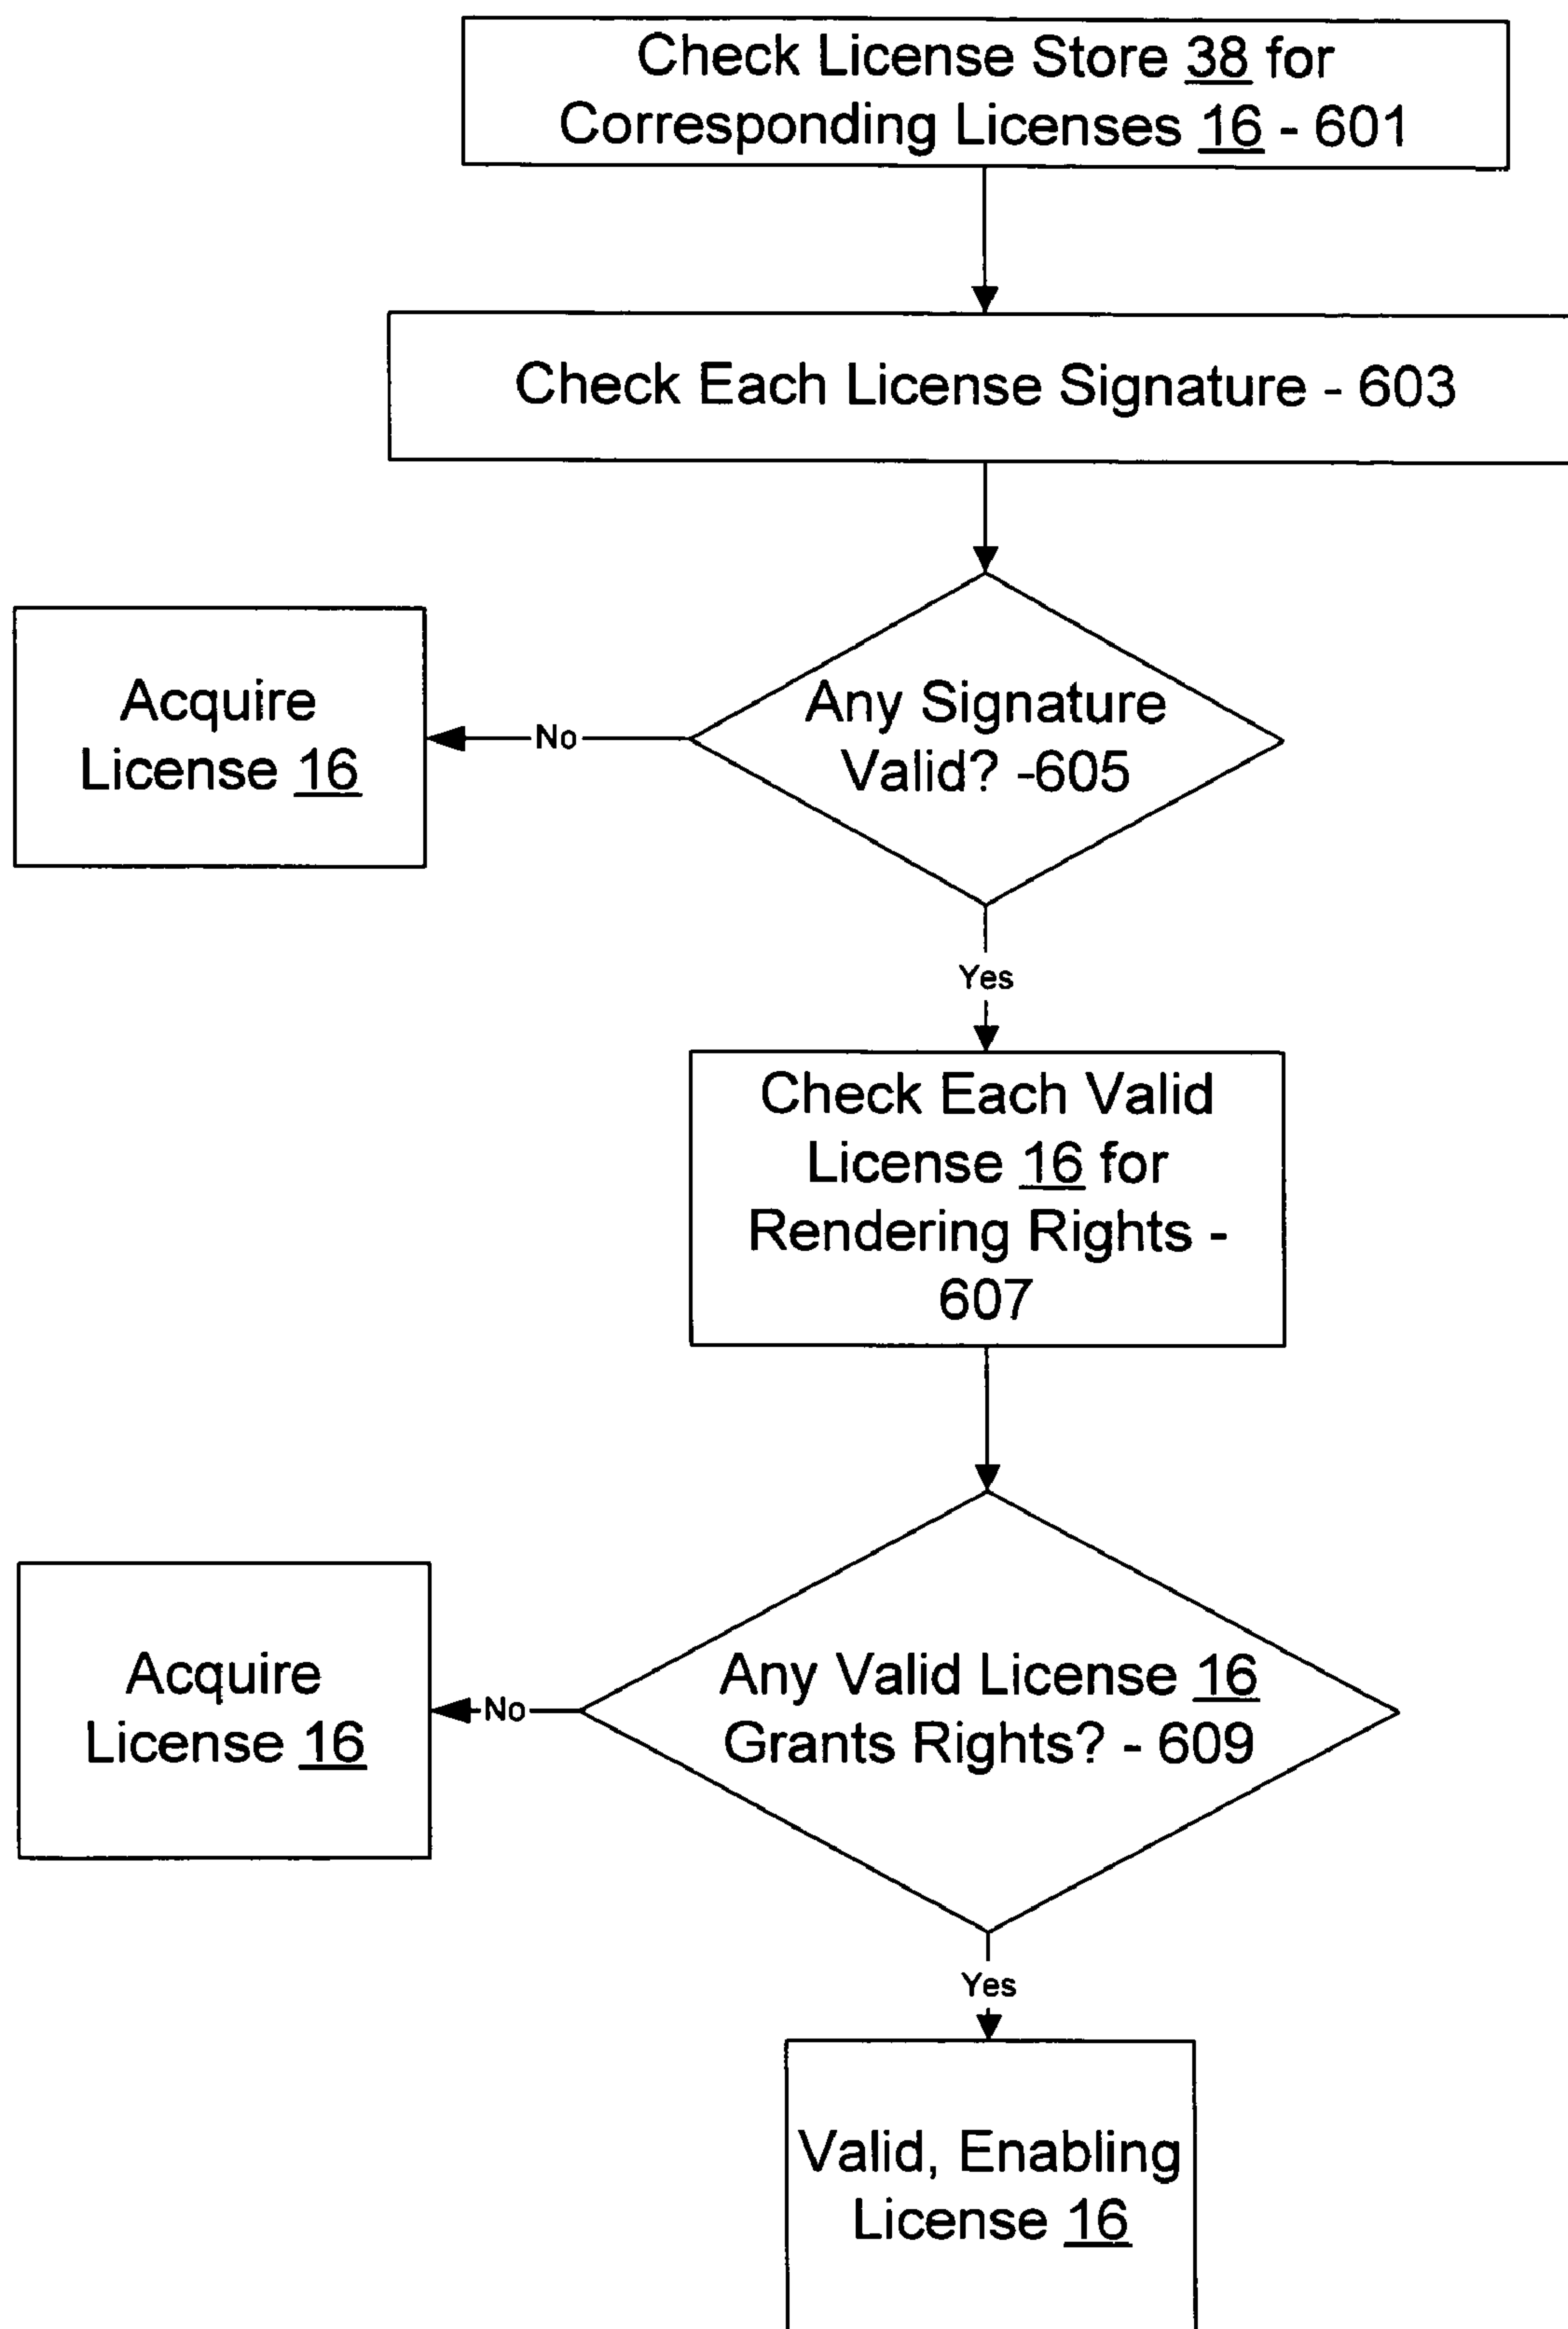 Check License Store 38 for
Corresponding Licenses 16 - 601
Check Each License Signature - 603
Any Signature
Valid? -605
No
Acquire
License 16
Yes
Check Each Valid
License 16 for
Rendering Rights -
607
Any Valid License 16
Grants Rights? - 609
No
Acquire
License 16
Yes
Valid, Enabling
License 16